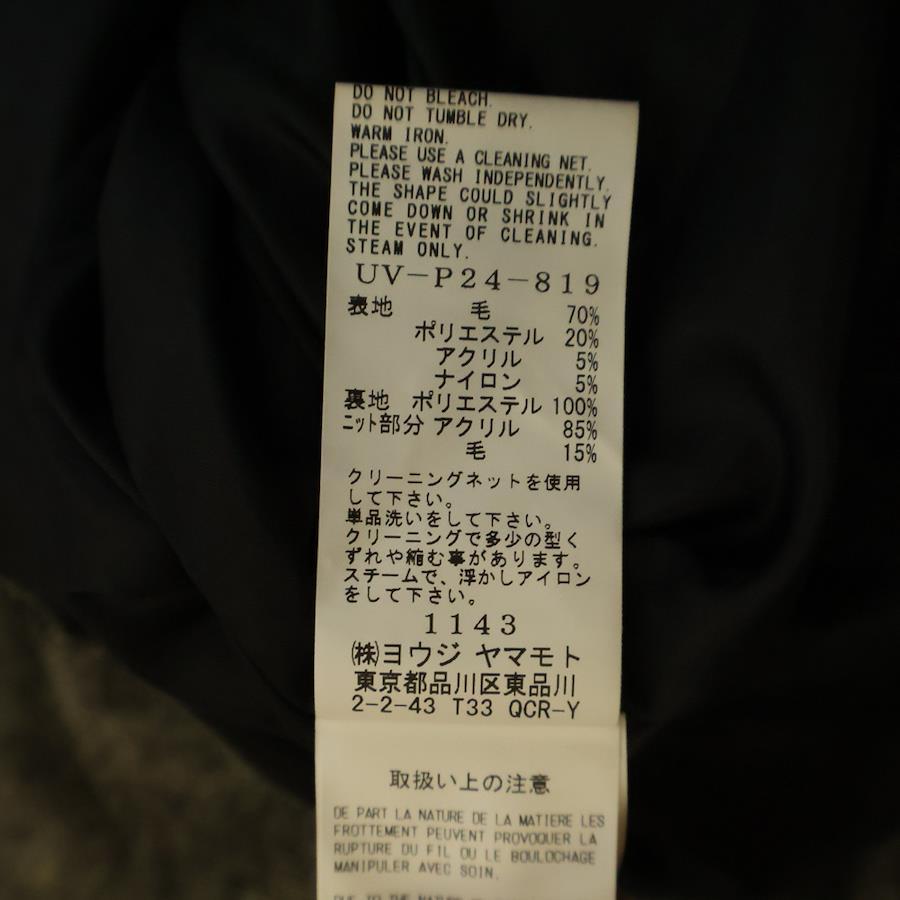 DO NOT BLEACH.
DO NOT TUMBLE DRY.
WARM IRON.
PLEASE USE A CLEANING NET.
PLEASE WASH INDEPENDENTLY.
THE SHAPE COULD SLIGHTLY
COME DOWN OR SHRINK IN
THE EVENT OF CLEANING.
STEAM ONLY.
UV-P24-819
表地 毛 70%
ポリエステル 20%
アクリル 5%
ナイロン 5%
裏地 ポリエステル 100%
ニット部分 アクリル 85%
毛 15%
クリーニングネットを使用
して下さい。
単品洗いをして下さい。
クリーニングで多少の型く
ずれや縮む事があります。
スチームで、浮かしアイロン
をして下さい。
1143
㈱ヨウジ ヤマモト
東京都品川区東品川
2-2-43 T33 QCR-Y
取扱い上の注意
DE PART LA NATURE DE LA MATIERE LES
FROTTEMENT PEUVENT PROVOQUER LA
RUPTURE DU FIL OU LE BOULOCHAGE
MANIPULER AVEC SOIN.